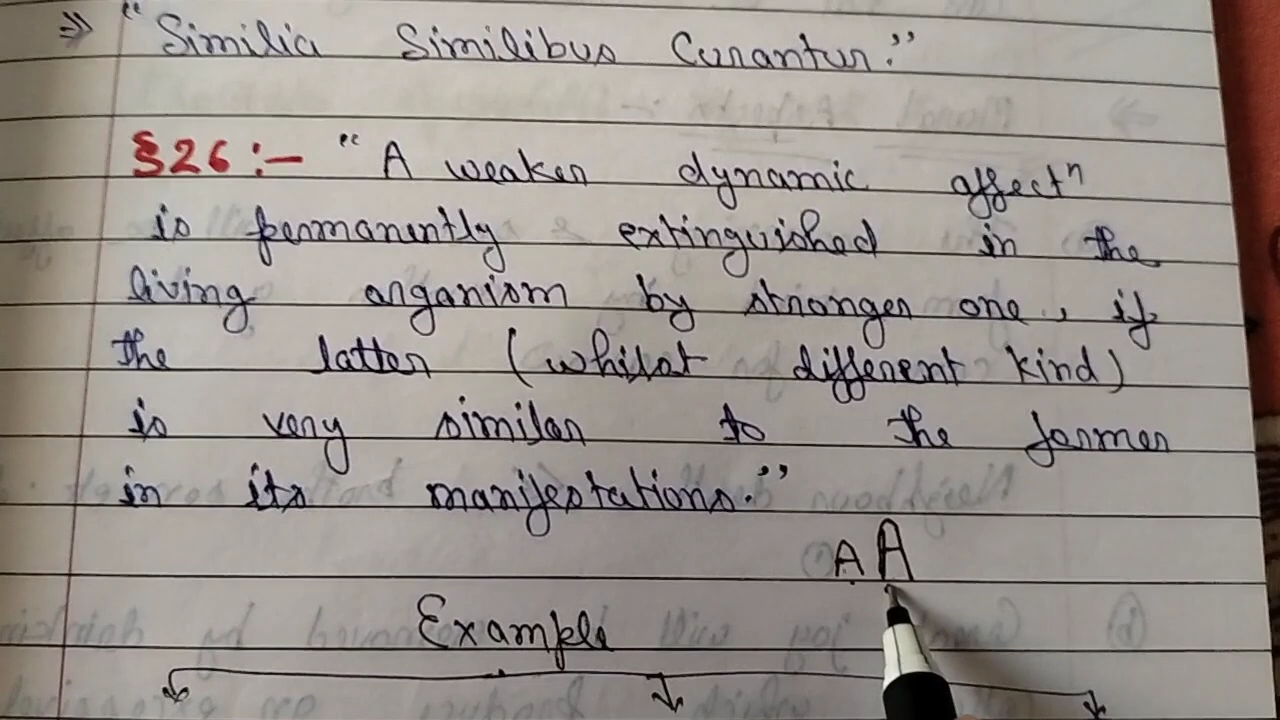 ⇒ "Similia Similibus Curantur."
§26:- "A weaker dynamic affectⁿ
is permanently extinguished in the
living organism by stronger one, if
the latter (whilst different kind)
is very similar to the former
in its manifestations."
A A
Example